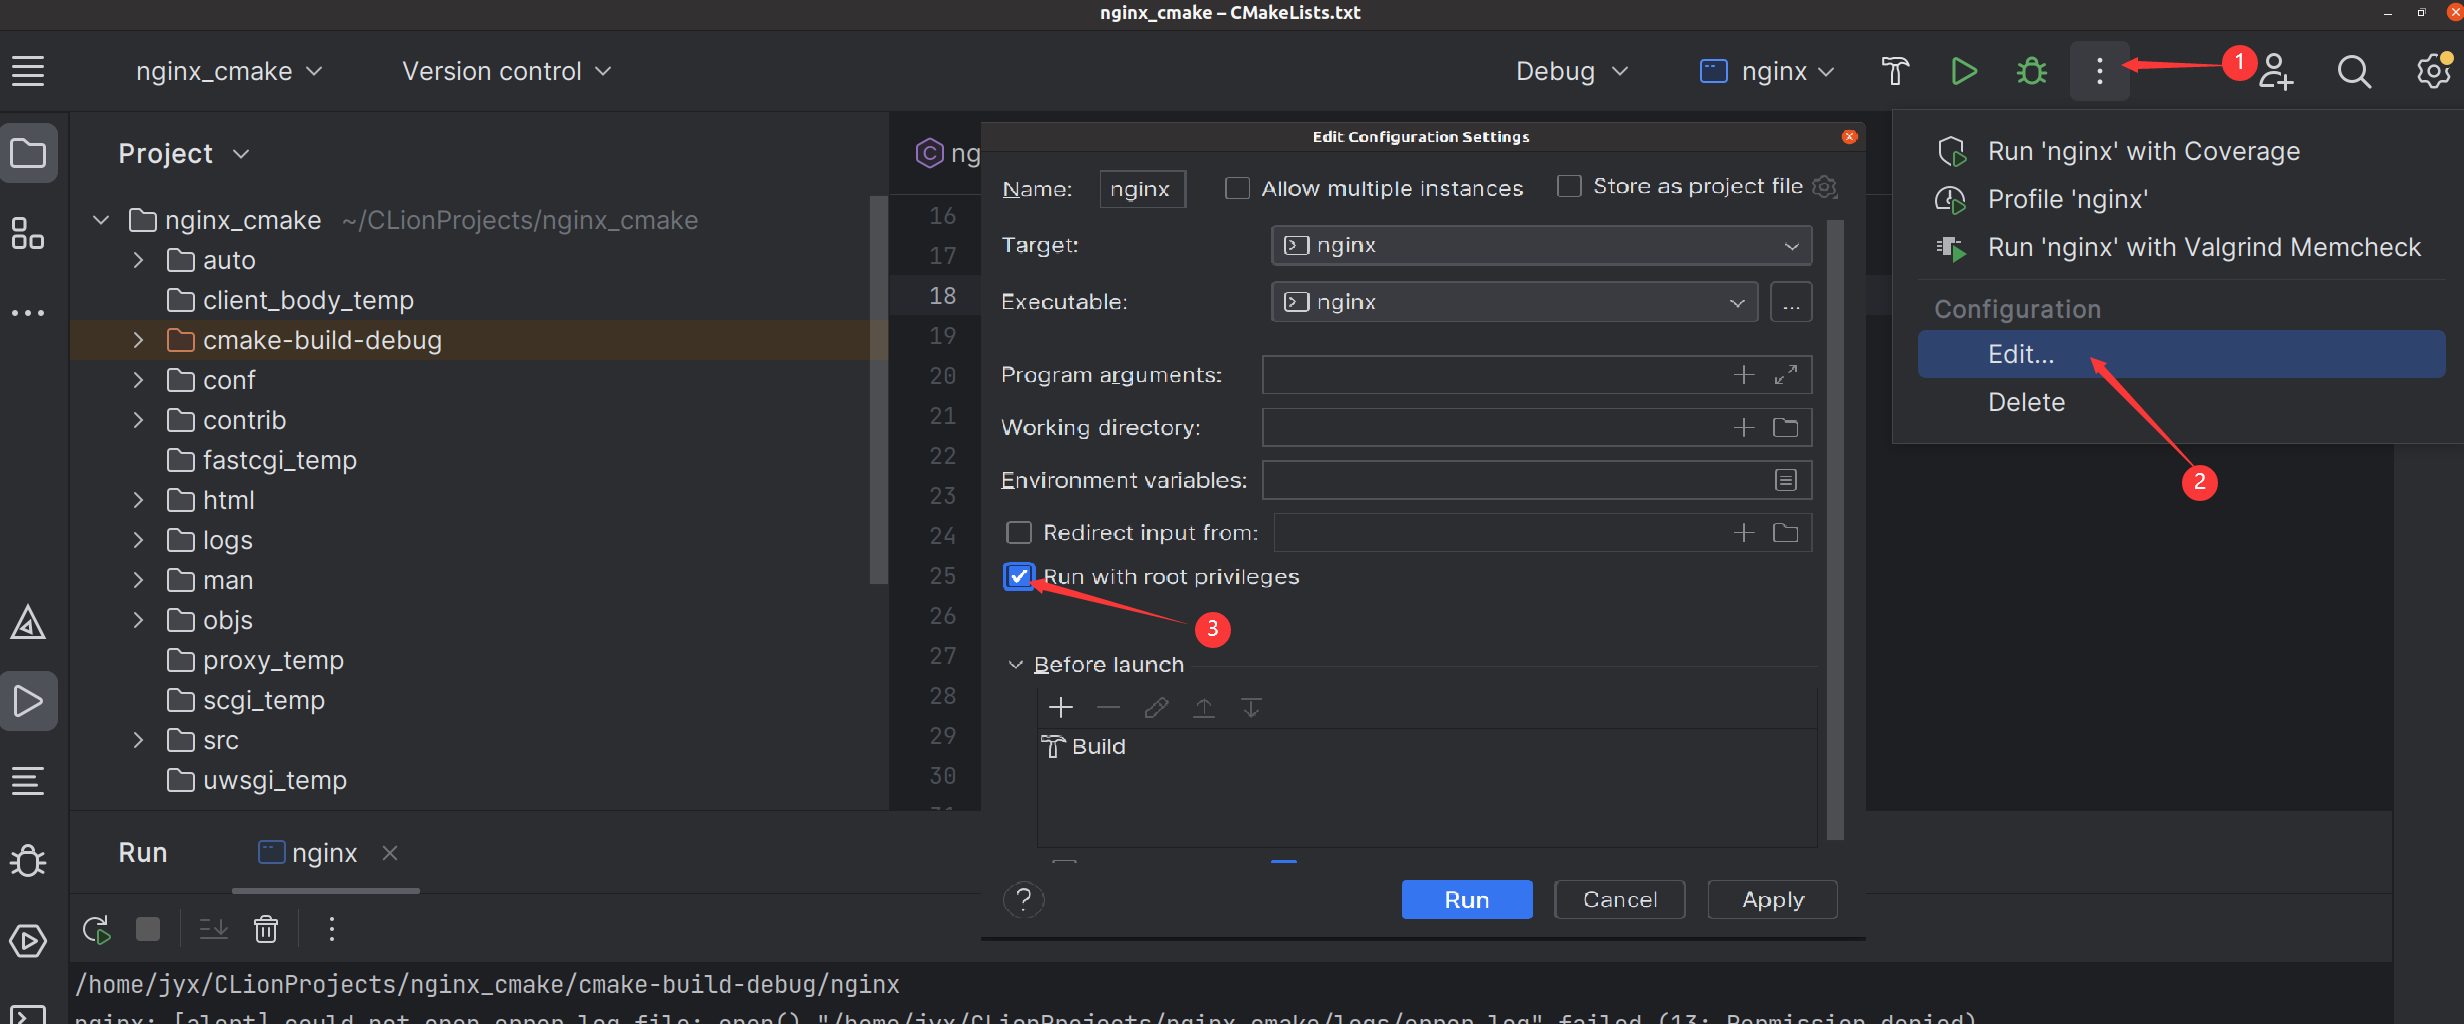 nginx_cmake – CMakeLists.txt
nginx_cmake
Version control
Debug
nginx
1
Project
nginx_cmake ~/CLionProjects/nginx_cmake
auto
client_body_temp
cmake-build-debug
conf
contrib
fastcgi_temp
html
logs
man
objs
proxy_temp
scgi_temp
src
uwsgi_temp
C ng
16
17
18
19
20
21
22
23
24
25
26
27
28
29
30
Edit Configuration Settings
Name: nginx Allow multiple instances Store as project file
Target: nginx
Executable: nginx ...
Program arguments:
Working directory:
Environment variables:
Redirect input from:
Run with root privileges
3
Before launch
Build
? Run Cancel Apply
Run 'nginx' with Coverage
Profile 'nginx'
Run 'nginx' with Valgrind Memcheck
Configuration
Edit...
Delete
2
Run nginx
/home/jyx/CLionProjects/nginx_cmake/cmake-build-debug/nginx
nginx: [alert] could not open error log file: open() "/home/jyx/CLionProjects/nginx_cmake/logs/error.log" failed (13: Permission denied)